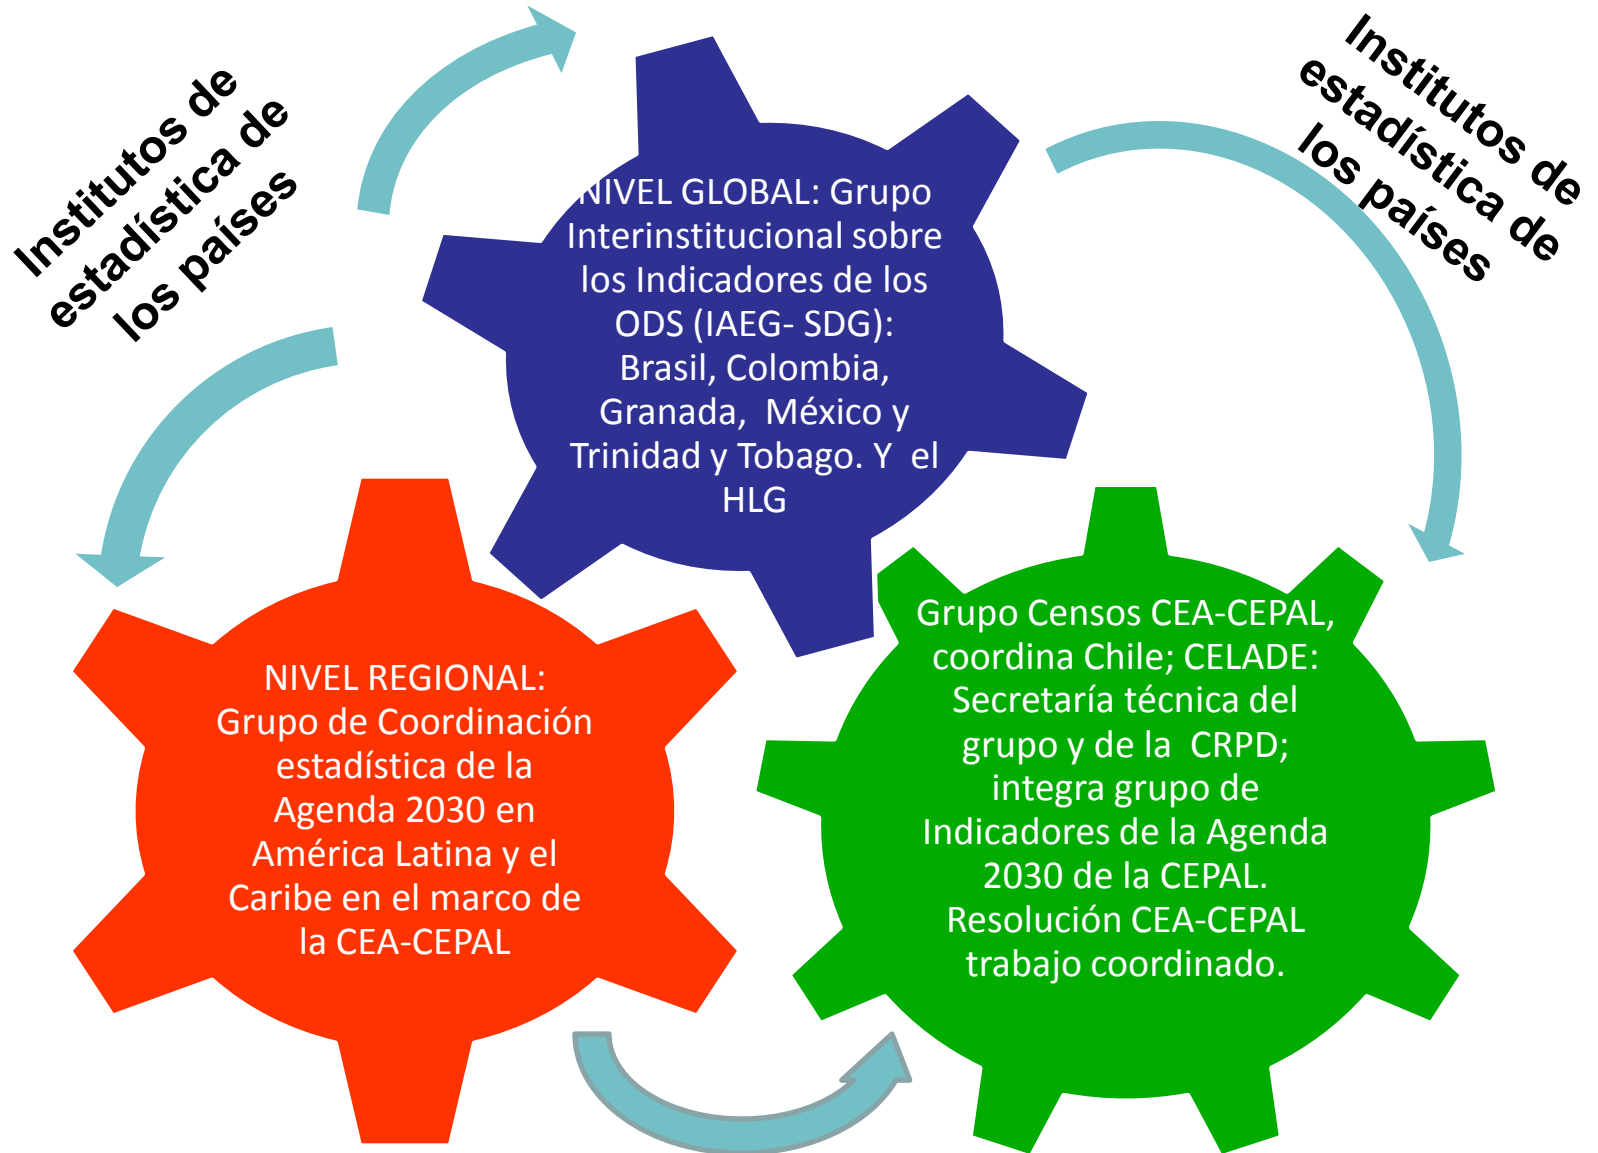 Institutos de
estadística de
los países
Institutos de
estadística de
los países
NIVEL GLOBAL: Grupo
Interinstitucional sobre
los Indicadores de los
ODS (IAEG- SDG):
Brasil, Colombia,
Granada,  México y
Trinidad y Tobago. Y  el
HLG
NIVEL REGIONAL:
Grupo de Coordinación
estadística de la
Agenda 2030 en
América Latina y el
Caribe en el marco de
la CEA-CEPAL
Grupo Censos CEA-CEPAL,
coordina Chile; CELADE:
Secretaría técnica del
grupo y de la  CRPD;
integra grupo de
Indicadores de la Agenda
2030 de la CEPAL.
Resolución CEA-CEPAL
trabajo coordinado.